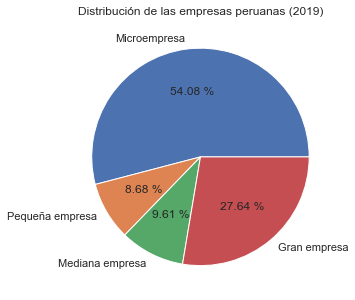 Distribución de las empresas peruanas (2019)
Microempresa
54.08 %
8.68 %
9.61 %
27.64 %
Pequeña empresa
Mediana empresa
Gran empresa